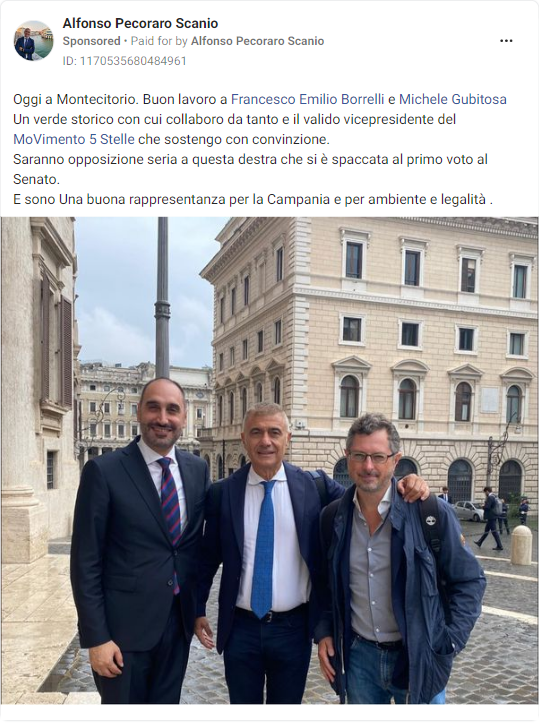 Alfonso Pecoraro Scanio
Sponsored • Paid for by Alfonso Pecoraro Scanio
ID: 1170535680484961
Oggi a Montecitorio. Buon lavoro a Francesco Emilio Borrelli e Michele Gubitosa
Un verde storico con cui collaboro da tanto e il valido vicepresidente del
MoVimento 5 Stelle che sostengo con convinzione.
Saranno opposizione seria a questa destra che si è spaccata al primo voto al
Senato.
E sono Una buona rappresentanza per la Campania e per ambiente e legalità .